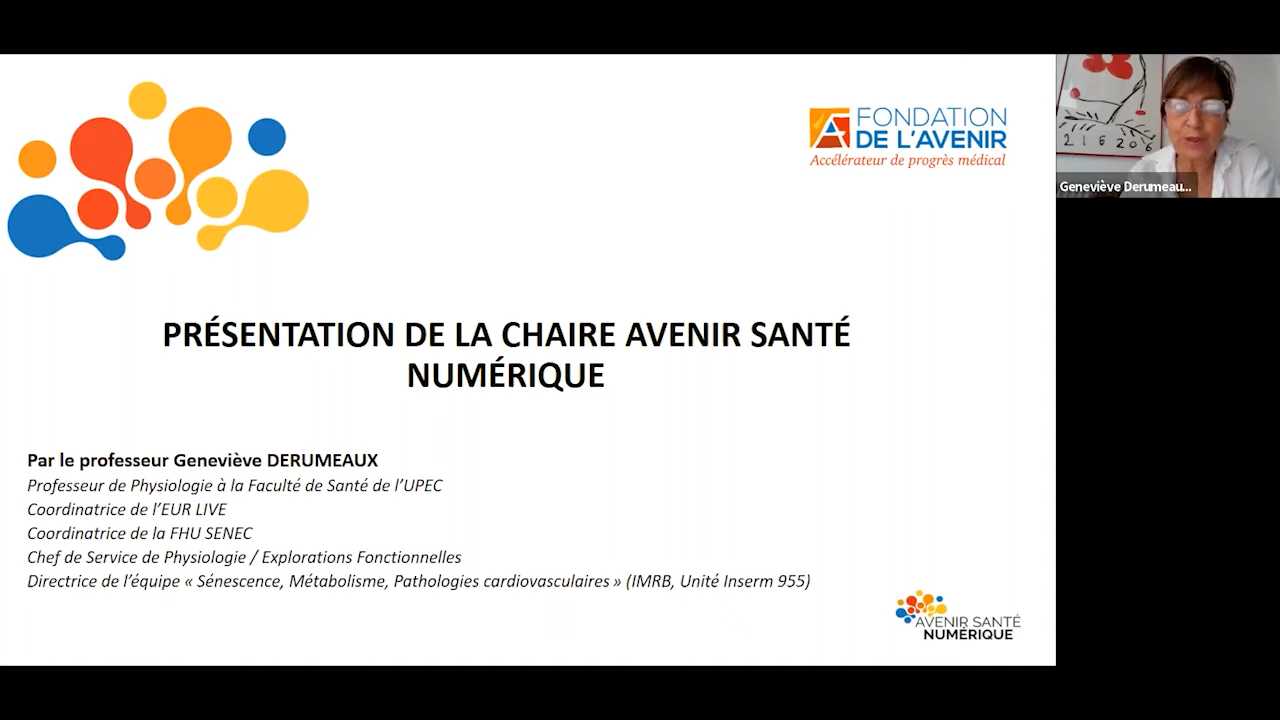 FONDATION
DE L'AVENIR
Accélérateur de progrès médical
216206
Geneviève Derumeau...
PRÉSENTATION DE LA CHAIRE AVENIR SANTÉ
NUMÉRIQUE
Par le professeur Geneviève DERUMEAUX
Professeur de Physiologie à la Faculté de Santé de l'UPEC
Coordinatrice de l'EUR LIVE
Coordinatrice de la FHU SENEC
Chef de Service de Physiologie / Explorations Fonctionnelles
Directrice de l'équipe « Sénescence, Métabolisme, Pathologies cardiovasculaires » (IMRB, Unité Inserm 955)
AVENIR SANTÉ
NUMÉRIQUE